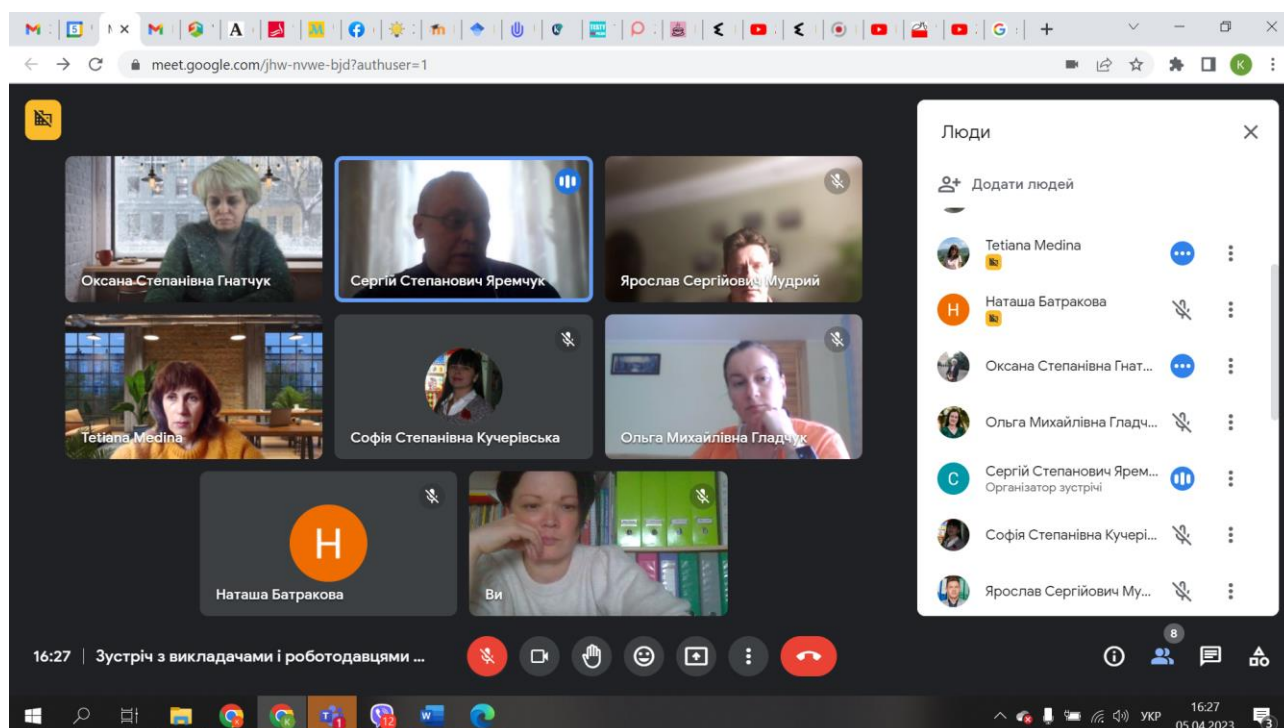 meet.google.com/jhw-nvwe-bjd?authuser=1
K
Оксана Степанівна Гнатчук
Сергій Степанович Яремчук
Ярослав Сергійович Мудрий
Tetiana Medina
Софія Степанівна Кучерівська
Ольга Михайлівна Гладчук
Н
Наташа Батракова
Ви
Люди
Додати людей
Tetiana Medina
Н
Наташа Батракова
Оксана Степанівна Гнат...
Ольга Михайлівна Гладч...
С
Сергій Степанович Ярем...
Організатор зустрічі
Софія Степанівна Кучері...
Ярослав Сергійович Му...
16:27 | Зустріч з викладачами і роботодавцями ...
8
12
УКР
16:27
05.04.2023